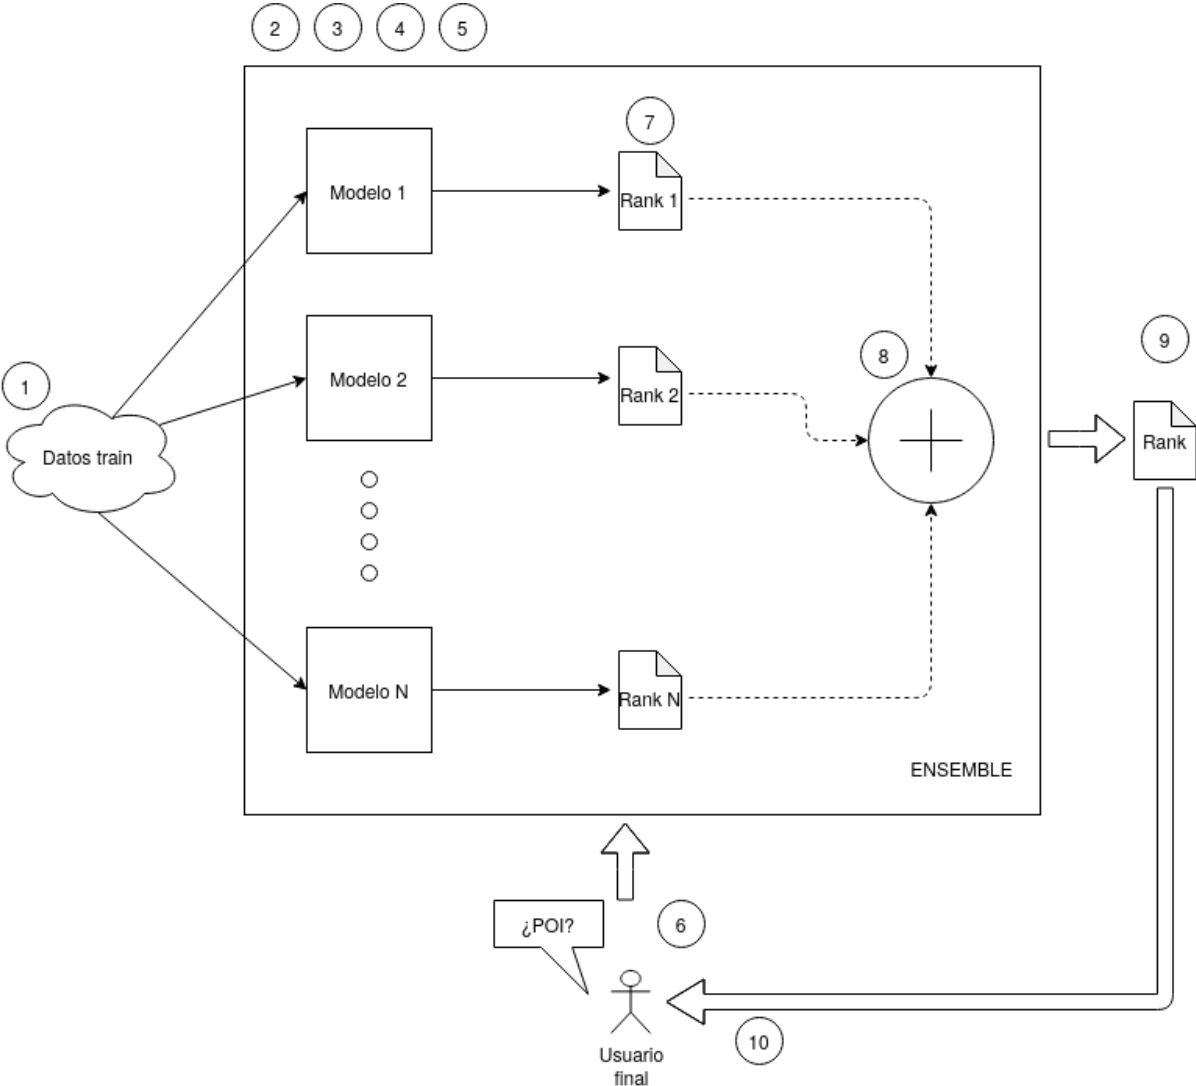 2 3 4 5
7
Modelo 1
Rank 1
9
8
1
Modelo 2
Rank 2
Rank
Datos train
Modelo N
Rank N
ENSEMBLE
¿POI?
6
10
Usuario
final